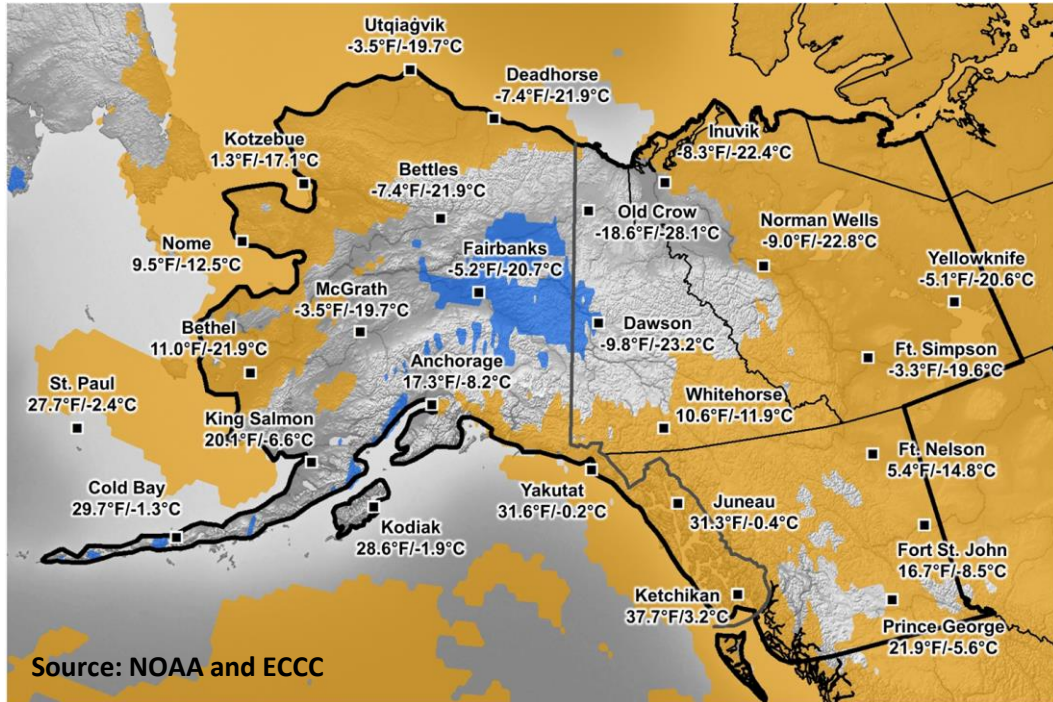 Utqiaġvik
-3.5°F/-19.7°C
Deadhorse
-7.4°F/-21.9°C
Kotzebue
1.3°F/-17.1°C
Inuvik
-8.3°F/-22.4°C
Bettles
-7.4°F/-21.9°C
Old Crow
-18.6°F/-28.1°C
Norman Wells
-9.0°F/-22.8°C
Nome
9.5°F/-12.5°C
Fairbanks
-5.2°F/-20.7°C
Yellowknife
-5.1°F/-20.6°C
McGrath
-3.5°F/-19.7°C
Bethel
11.0°F/-21.9°C
Dawson
-9.8°F/-23.2°C
Ft. Simpson
-3.3°F/-19.6°C
Anchorage
17.3°F/-8.2°C
St. Paul
27.7°F/-2.4°C
Whitehorse
10.6°F/-11.9°C
King Salmon
20.1°F/-6.6°C
Ft. Nelson
5.4°F/-14.8°C
Cold Bay
29.7°F/-1.3°C
Yakutat
31.6°F/-0.2°C
Juneau
31.3°F/-0.4°C
Kodiak
28.6°F/-1.9°C
Fort St. John
16.7°F/-8.5°C
Ketchikan
37.7°F/3.2°C
Prince George
21.9°F/-5.6°C
Source: NOAA and ECCC